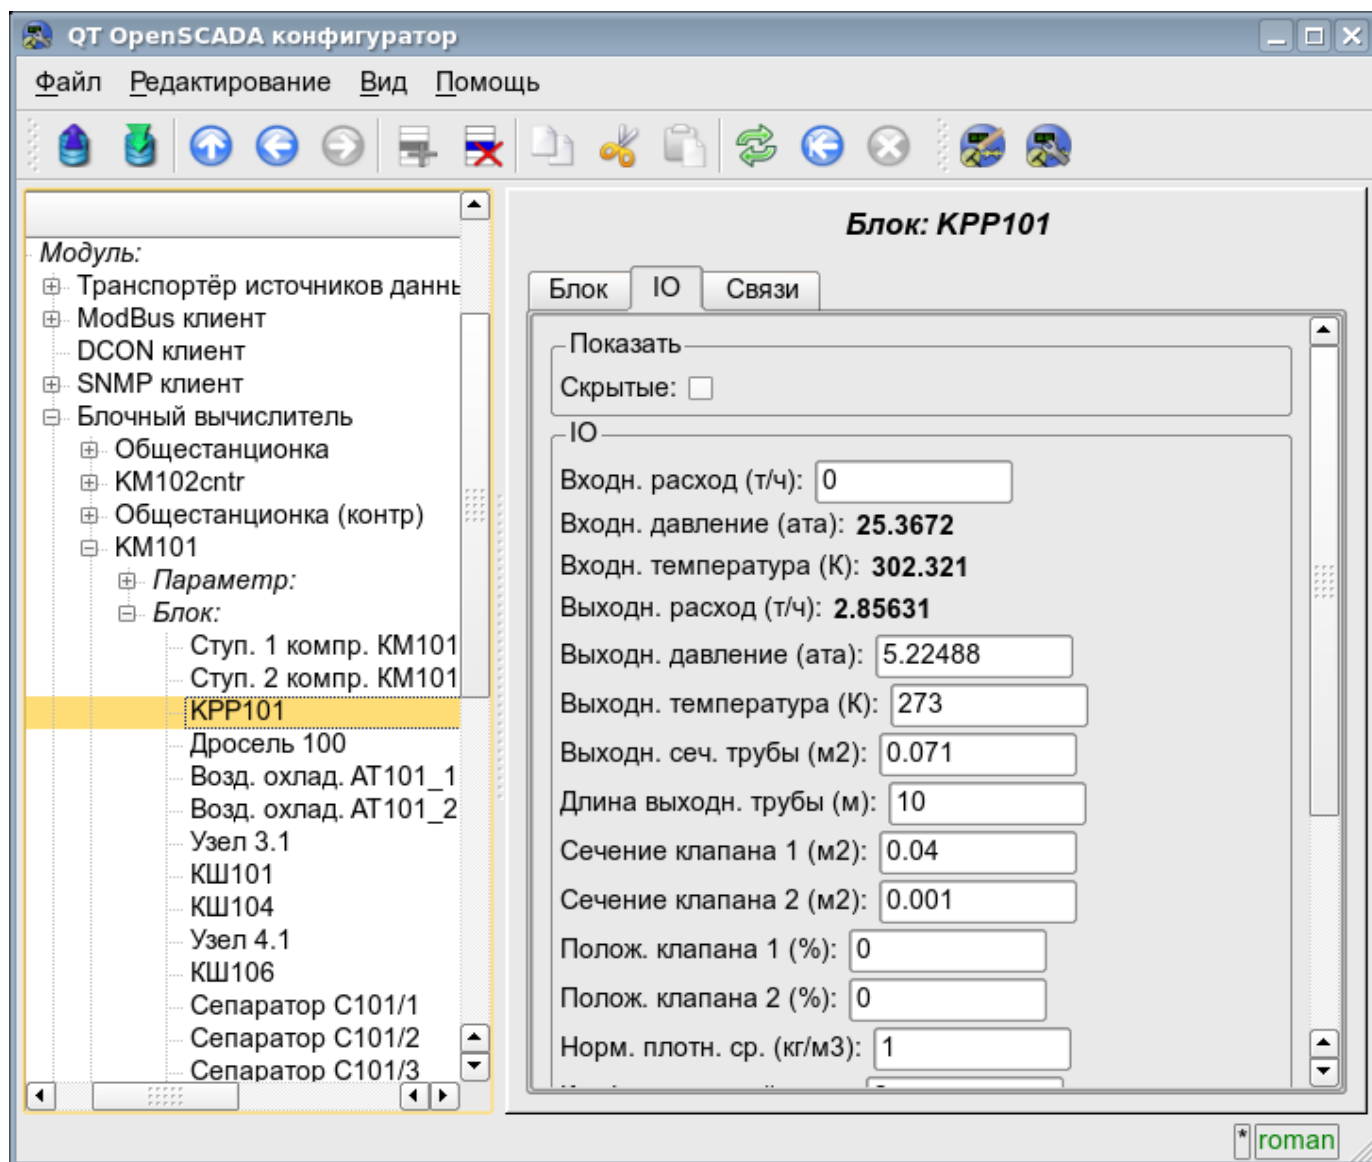 QT OpenSCADA конфигуратор
Файл Редактирование Вид Помощь
Модуль:
Транспортёр источников данны
ModBus клиент
DCON клиент
SNMP клиент
Блочный вычислитель
Общестанционка
KM102cntr
Общестанционка (контр)
KM101
Параметр:
Блок:
Ступ. 1 компр. КМ101
Ступ. 2 компр. КМ101
KPP101
Дросель 100
Возд. охлад. АТ101_1
Возд. охлад. АТ101_2
Узел 3.1
КШ101
КШ104
Узел 4.1
КШ106
Сепаратор С101/1
Сепаратор С101/2
Сепаратор С101/3
Блок: KPP101
Блок IO Связи
Показать
Скрытые:
IO
Входн. расход (т/ч): 0
Входн. давление (ата): 25.3672
Входн. температура (К): 302.321
Выходн. расход (т/ч): 2.85631
Выходн. давление (ата): 5.22488
Выходн. температура (К): 273
Выходн. сеч. трубы (м2): 0.071
Длина выходн. трубы (м): 10
Сечение клапана 1 (м2): 0.04
Сечение клапана 2 (м2): 0.001
Полож. клапана 1 (%): 0
Полож. клапана 2 (%): 0
Норм. плотн. ср. (кг/м3): 1
* roman